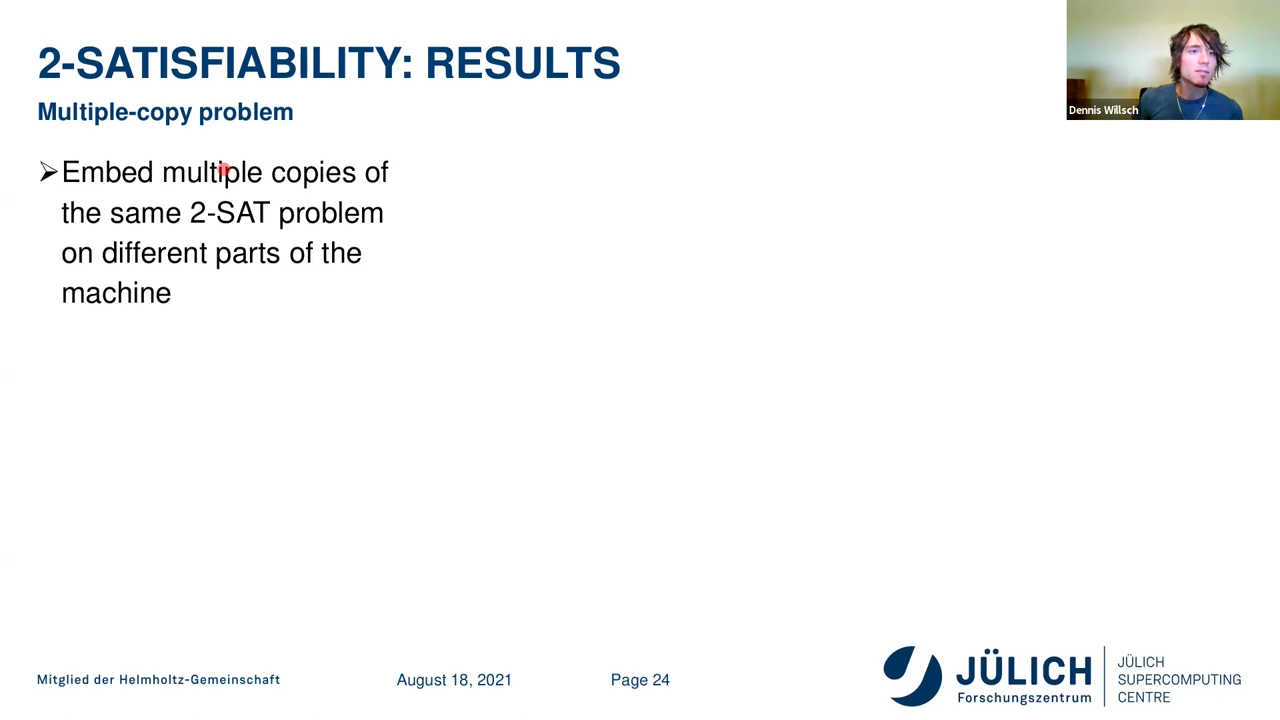 2-SATISFIABILITY: RESULTS
Multiple-copy problem
Dennis Willsch
➢Embed multiple copies of
the same 2-SAT problem
on different parts of the
machine
Mitglied der Helmholtz-Gemeinschaft
August 18, 2021
Page 24
JÜLICH
Forschungszentrum
JÜLICH
SUPERCOMPUTING
CENTRE